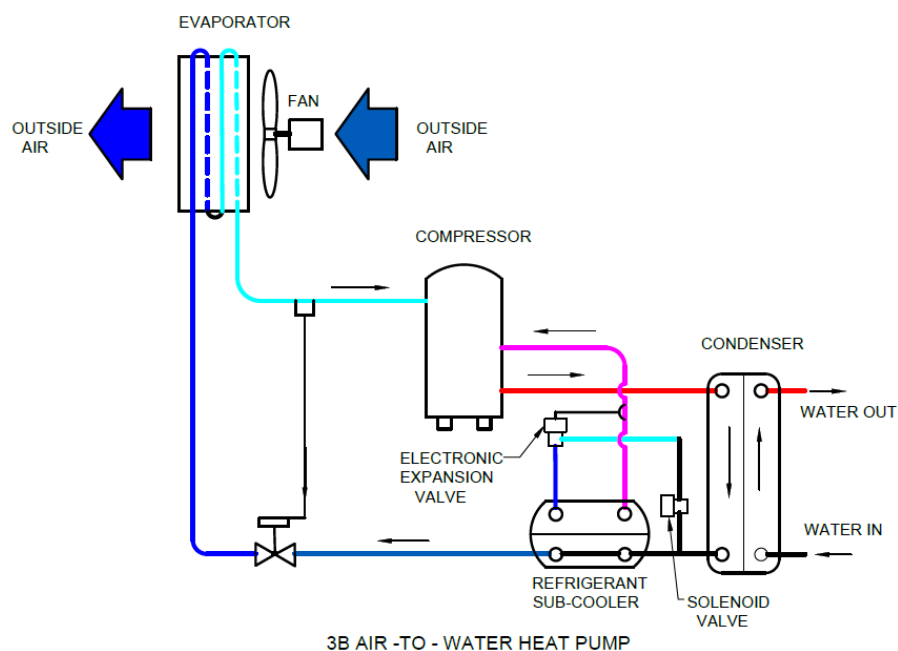 EVAPORATOR
FAN
OUTSIDE
AIR
OUTSIDE
AIR
COMPRESSOR
CONDENSER
WATER OUT
ELECTRONIC
EXPANSION
VALVE
WATER IN
REFRIGERANT
SUB-COOLER
SOLENOID
VALVE
3B AIR -TO - WATER HEAT PUMP